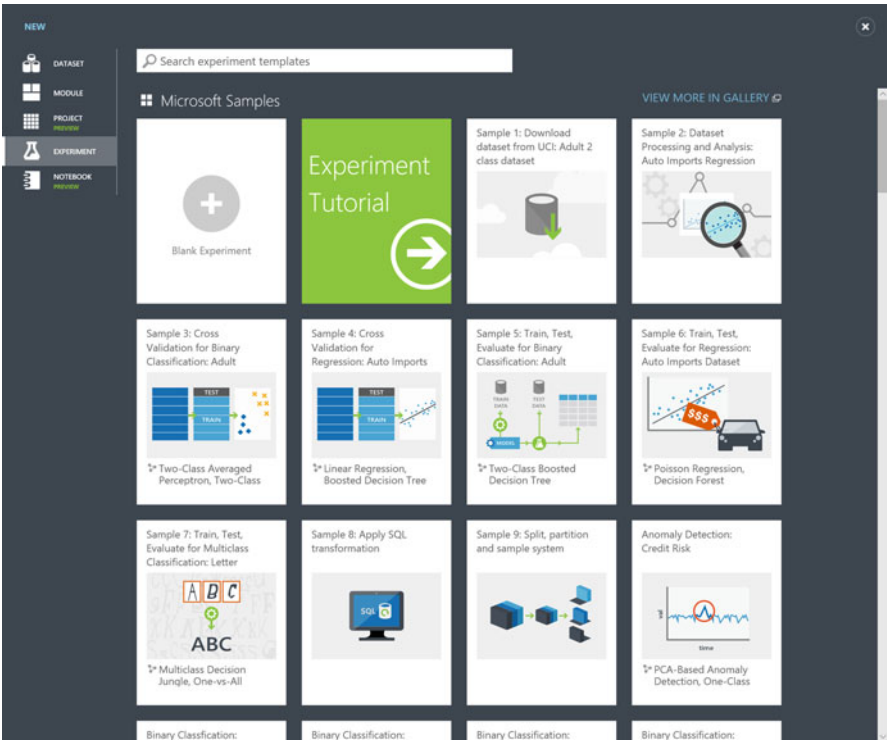 NEW
DATASET
MODULE
PROJECT
PREVIEW
EXPERIMENT
NOTEBOOK
PREVIEW
Search experiment templates
Microsoft Samples
VIEW MORE IN GALLERY
Blank Experiment
Experiment
Tutorial
Sample 1: Download
dataset from UCI: Adult 2
class dataset
Sample 2: Dataset
Processing and Analysis:
Auto Imports Regression
Sample 3: Cross
Validation for Binary
Classification: Adult
TEST
TRAIN
Two-Class Averaged
Perceptron, Two-Class
Sample 4: Cross
Validation for
Regression: Auto Imports
TEST
TRAIN
Linear Regression,
Boosted Decision Tree
Sample 5: Train, Test,
Evaluate for Binary
Classification: Adult
TRAIN
DATA
TEST
DATA
MODEL
Two-Class Boosted
Decision Tree
Sample 6: Train, Test,
Evaluate for Regression:
Auto Imports Dataset
$$$
Poisson Regression,
Decision Forest
Sample 7: Train, Test,
Evaluate for Multiclass
Classification: Letter
ABC
ABC
Multiclass Decision
Jungle, One-vs-All
Sample 8: Apply SQL
transformation
SQL
Sample 9: Split, partition
and sample system
Anomaly Detection:
Credit Risk
val
time
PCA-Based Anomaly
Detection, One-Class
Binary Classfication:
Binary Classification:
Binary Classification:
Binary Classification: